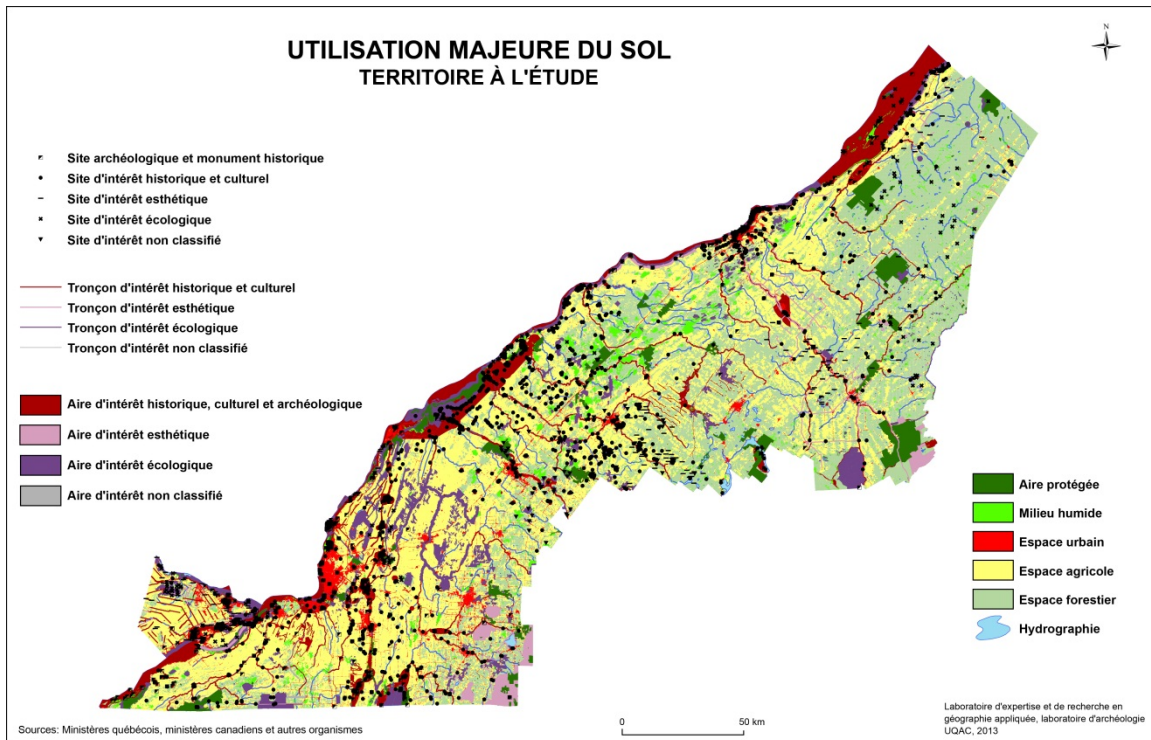 UTILISATION MAJEURE DU SOL
TERRITOIRE À L'ÉTUDE
N
Site archéologique et monument historique
Site d'intérêt historique et culturel
Site d'intérêt esthétique
Site d'intérêt écologique
Site d'intérêt non classifié
Tronçon d'intérêt historique et culturel
Tronçon d'intérêt esthétique
Tronçon d'intérêt écologique
Tronçon d'intérêt non classifié
Aire d'intérêt historique, culturel et archéologique
Aire d'intérêt esthétique
Aire d'intérêt écologique
Aire d'intérêt non classifié
Aire protégée
Milieu humide
Espace urbain
Espace agricole
Espace forestier
Hydrographie
Sources: Ministères québécois, ministères canadiens et autres organismes
0 50 km
Laboratoire d'expertise et de recherche en
géographie appliquée, laboratoire d'archéologie
UQAC, 2013